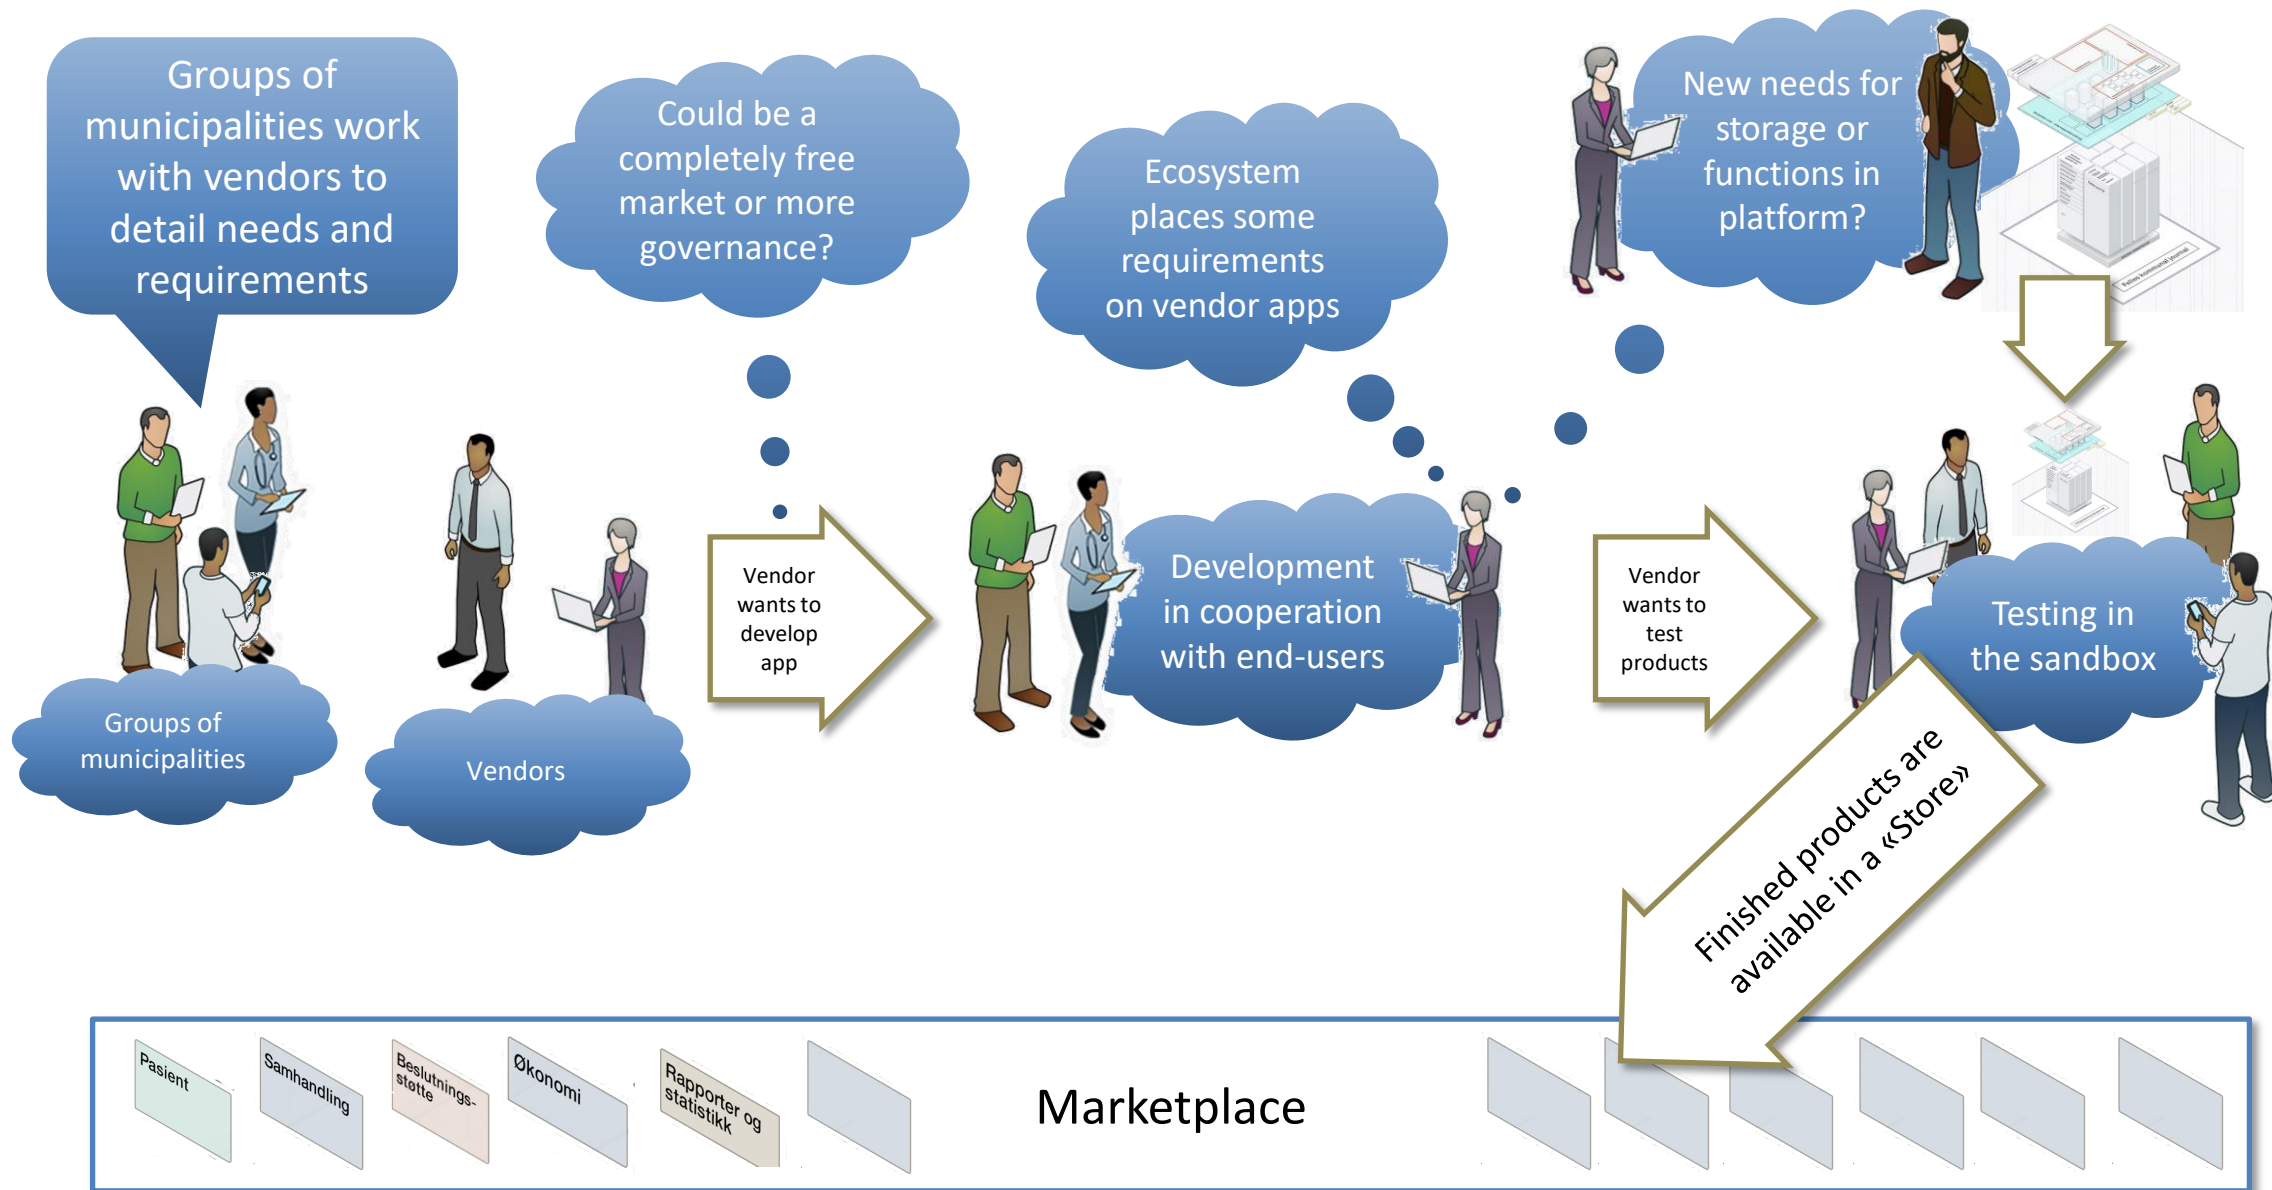 Groups of
municipalities work
with vendors to
detail needs and
requirements
Could be a
completely free
market or more
governance?
Ecosystem
places some
requirements
on vendor apps
New needs for
storage or
functions in
platform?
Felles kommunal journal
Groups of
municipalities
Vendors
Vendor
wants to
develop
app
Development
in cooperation
with end-users
Vendor
wants to
test
products
Testing in
the sandbox
Finished products are
available in a «Store»
Pasient
Samhandling
Beslutnings-
støtte
Økonomi
Rapporter og
statistikk
Marketplace